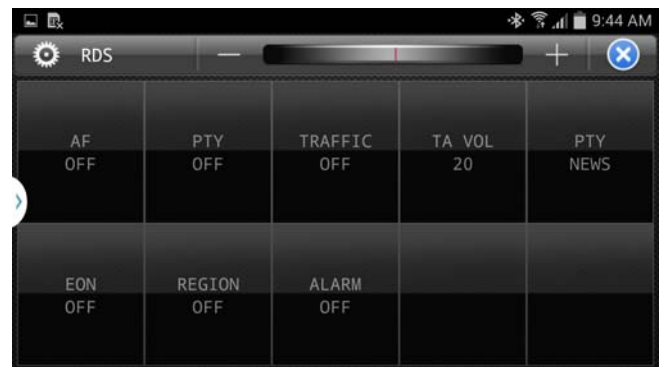 9:44 AM
RDS
AF PTY TRAFFIC TA VOL PTY
OFF OFF OFF 20 NEWS
EON REGION ALARM
OFF OFF OFF